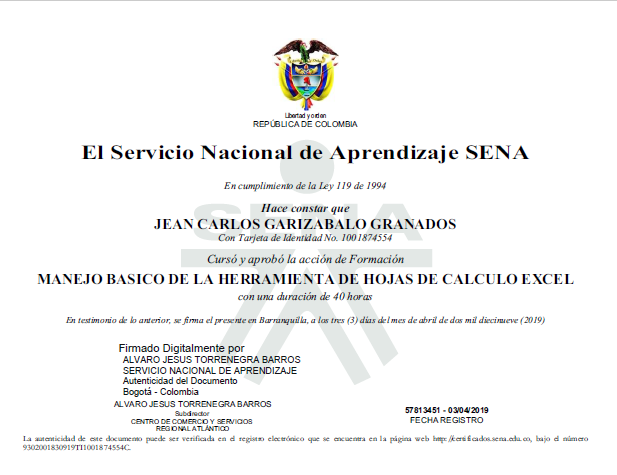 Libertad y orden
REPÚBLICA DE COLOMBIA
El Servicio Nacional de Aprendizaje SENA
En cumplimiento de la Ley 119 de 1994
Hace constar que
JEAN CARLOS GARIZABALO GRANADOS
Con Tarjeta de Identidad No. 1001874554
SENA
Cursó y aprobó la acción de Formación
MANEJO BASICO DE LA HERRAMIENTA DE HOJAS DE CALCULO EXCEL
con una duración de 40 horas
En testimonio de lo anterior, se firma el presente en Barranquilla, a los tres (3) días del mes de abril de dos mil diecinueve (2019)
Firmado Digitalmente por
ALVARO JESUS TORRENEGRA BARROS
SERVICIO NACIONAL DE APRENDIZAJE
Autenticidad del Documento
Bogotá - Colombia
ALVARO JESUS TORRENEGRA BARROS
Subdirector
CENTRO DE COMERCIO Y SERVICIOS
REGIONAL ATLÁNTICO
57813451 - 03/04/2019
FECHA REGISTRO
La autenticidad de este documento puede ser verificada en el registro electrónico que se encuentra en la página web http://certificados.sena.edu.co, bajo el número
9302001830919TI1001874554C.